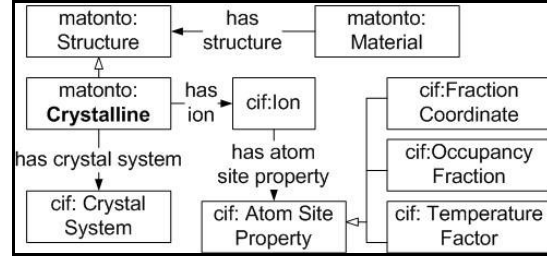 matonto:
Structure
has
structure
matonto:
Material
matonto:
Crystalline
has
ion
cif:Ion
cif:Fraction
Coordinate
has crystal system
has atom
site property
cif:Occupancy
Fraction
cif: Crystal
System
cif: Atom Site
Property
cif: Temperature
Factor